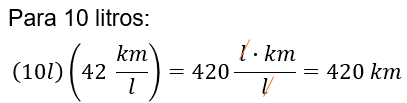 Para 10 litros:
(10l) (42 km/l) = 420 l · km/l = 420 km